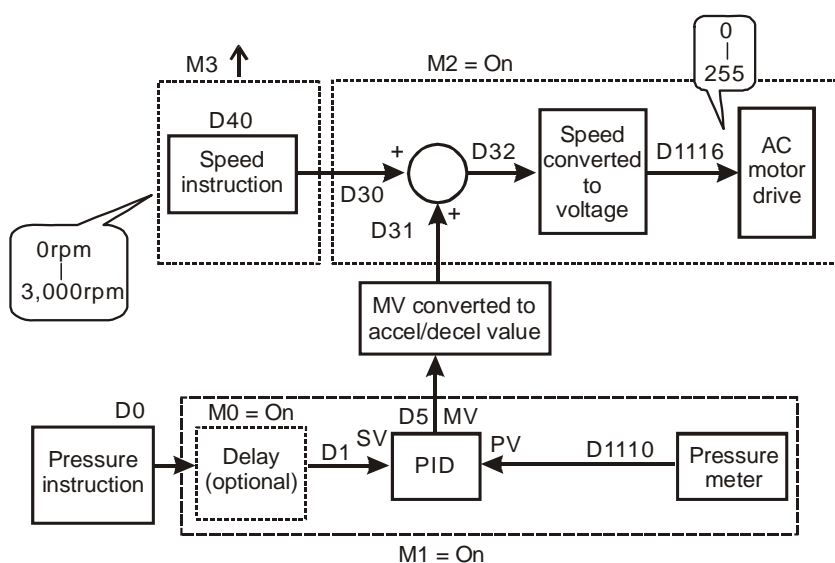 M3
M2 = On
0
255
D40
Speed
instruction
+
D30
D32
Speed
converted
to
voltage
D1116
AC
motor
drive
+
D31
0rpm
3,000rpm
MV converted to
accel/decel value
D0
Pressure
instruction
M0 = On
Delay
(optional)
D1
SV
D5 MV
PID
PV
D1110
Pressure
meter
M1 = On